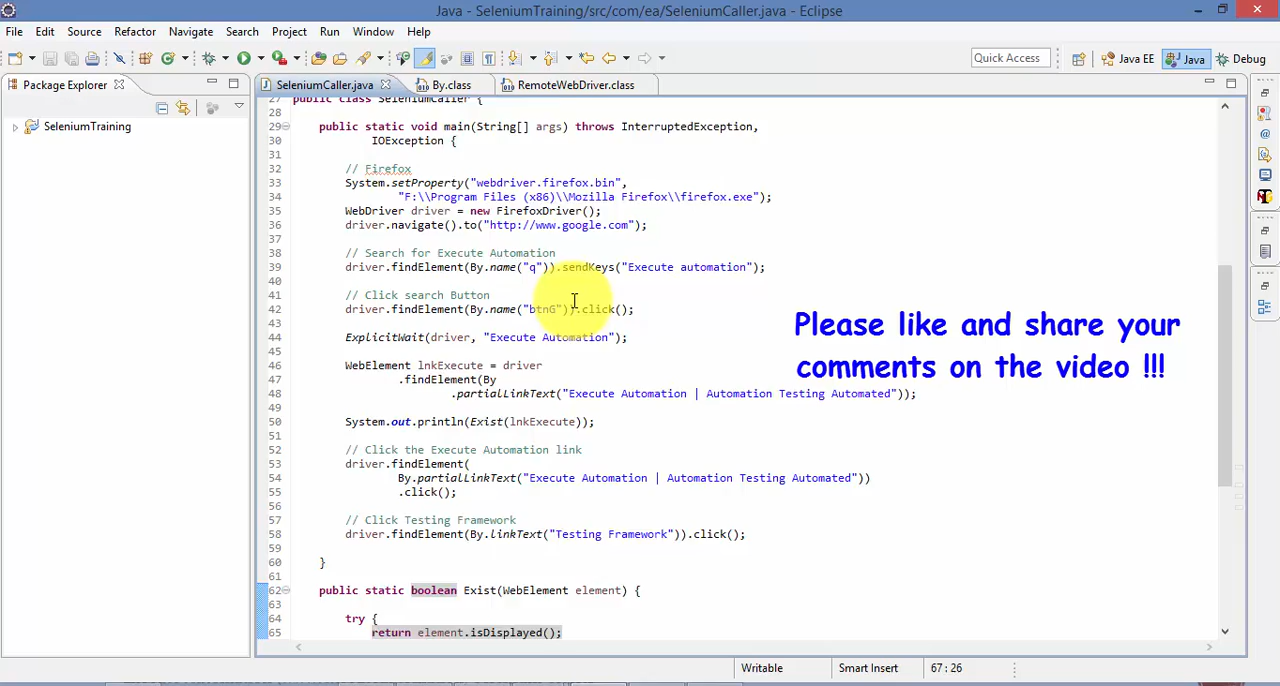 Java - SeleniumTraining/src/com/ea/SeleniumCaller.java - Eclipse
File Edit Source Refactor Navigate Search Project Run Window Help
Quick Access Java EE Java Debug
Package Explorer SeleniumCaller.java By.class RemoteWebDriver.class
SeleniumTraining
27 public class SeleniumCaller {
28
29 public static void main(String[] args) throws InterruptedException,
30 IOException {
31
32 // Firefox
33 System.setProperty("webdriver.firefox.bin",
34 "F:\\Program Files (x86)\\Mozilla Firefox\\firefox.exe");
35 WebDriver driver = new FirefoxDriver();
36 driver.navigate().to("http://www.google.com");
37
38 // Search for Execute Automation
39 driver.findElement(By.name("q")).sendKeys("Execute automation");
40
41 // Click search Button
42 driver.findElement(By.name("btnG")).click();
43
44 ExplicitWait(driver, "Execute Automation");
45
46 WebElement lnkExecute = driver
47 .findElement(By
48 .partialLinkText("Execute Automation | Automation Testing Automated"));
49
50 System.out.println(Exist(lnkExecute));
51
52 // Click the Execute Automation link
53 driver.findElement(
54 By.partialLinkText("Execute Automation | Automation Testing Automated"))
55 .click();
56
57 // Click Testing Framework
58 driver.findElement(By.linkText("Testing Framework")).click();
59
60 }
61
62 public static boolean Exist(WebElement element) {
63
64 try {
65 return element.isDisplayed();
Please like and share your
comments on the video !!!
Writable Smart Insert 67 : 26